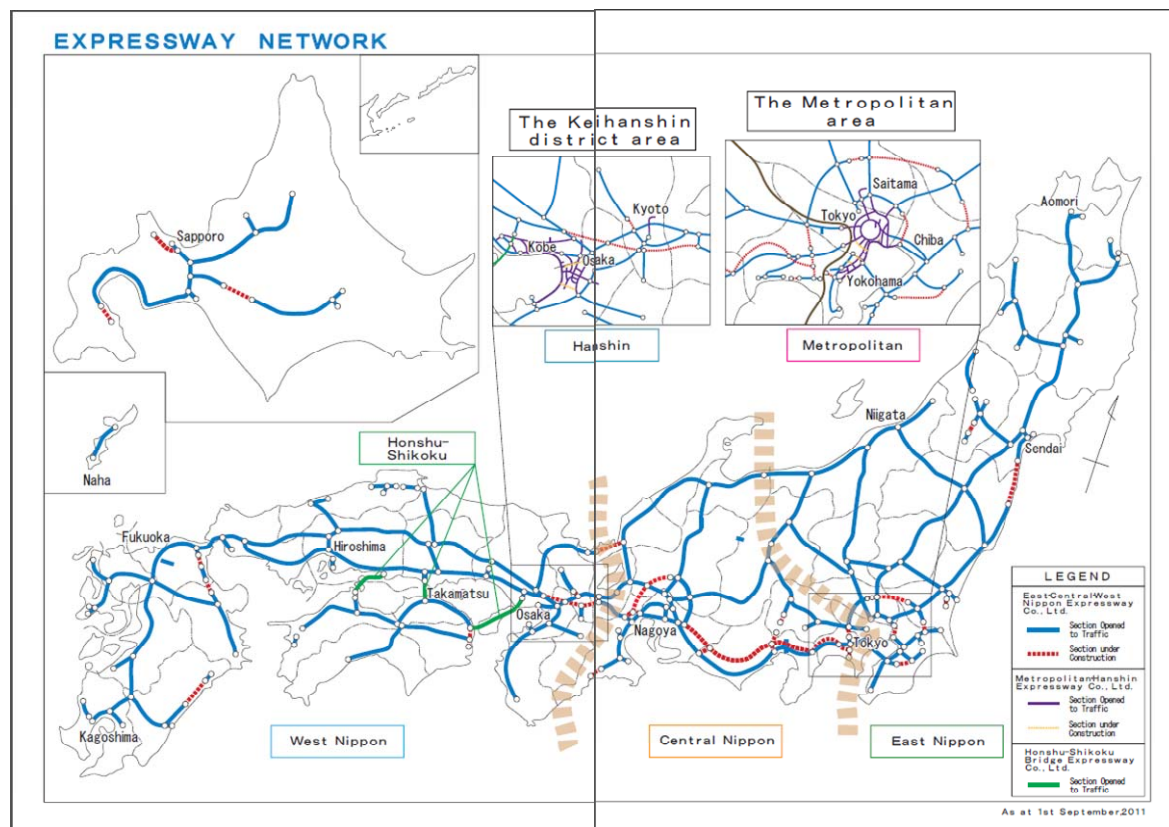 EXPRESSWAY NETWORK
The Keihanshin
district area
The Metropolitan
area
Sapporo
Kyoto
Kobe
Osaka
Saitama
Tokyo
Chiba
Yokohama
Aomori
Hanshin
Metropolitan
Naha
Honshu-
Shikoku
Niigata
Sendai
Fukuoka
Hiroshima
Takamatsu
Osaka
Nagoya
Tokyo
Kagoshima
West Nippon
Central Nippon
East Nippon
LEGEND
East·Central·West
Nippon Expressway
Co., Ltd.
Section Opened
to Traffic
Section under
Construction
Metropolitan·Hanshin
Expressway Co., Ltd.
Section Opened
to Traffic
Section under
Construction
Honshu-Shikoku
Bridge Expressway
Co., Ltd.
Section Opened
to Traffic
As at 1st September,2011